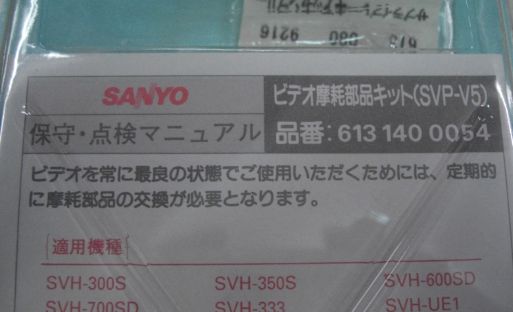 613 080 9216
SANYO
ビデオ摩耗部品キット(SVP-V5)
保守・点検マニュアル
品番: 613 140 0054
ビデオを常に最良の状態でご使用いただくためには、定期的
に摩耗部品の交換が必要となります。
適用機種
SVH-300S SVH-350S SVH-600SD
SVH-700SD SVH-333 SVH-UE1